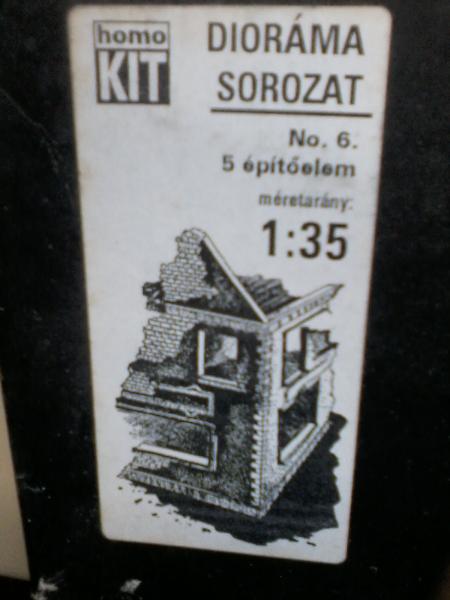 homo
KIT
DIORÁMA
SOROZAT
No. 6.
5 építőelem
méretarány:
1:35